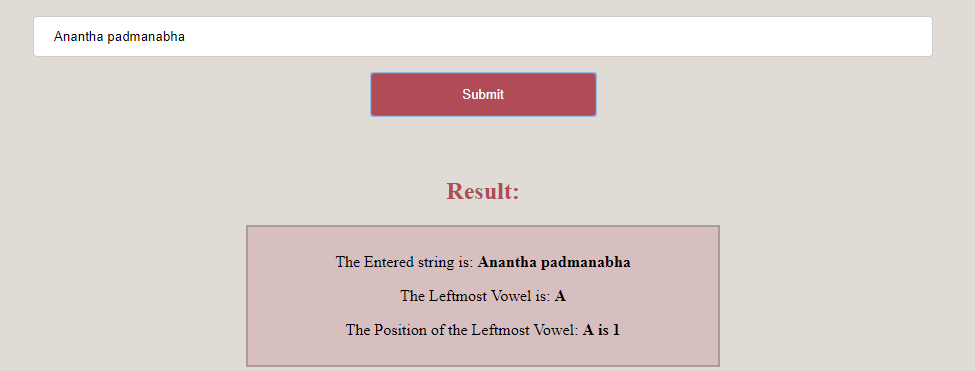 Anantha padmanabha
Submit
Result:
The Entered string is: Anantha padmanabha
The Leftmost Vowel is: A
The Position of the Leftmost Vowel: A is 1